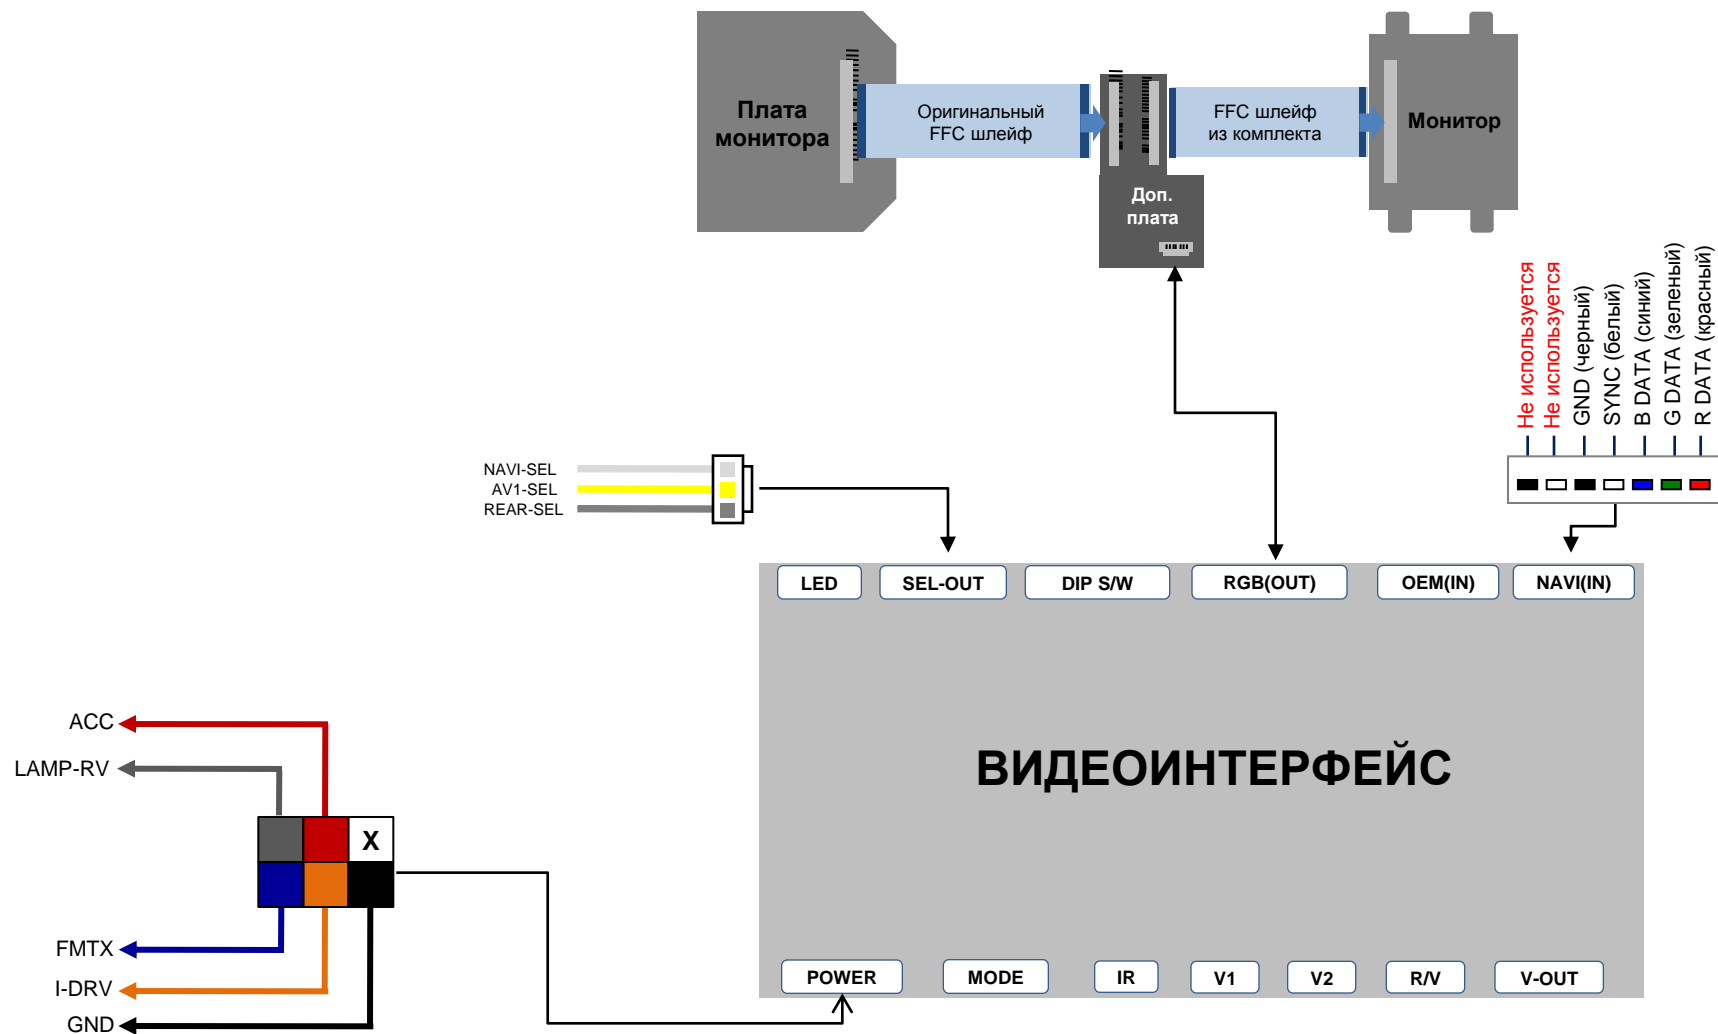 Плата
монитора
Оригинальный
FFC шлейф
FFC шлейф
из комплекта
Монитор
Доп.
плата
Не используется
Не используется
GND (черный)
SYNC (белый)
B DATA (синий)
G DATA (зеленый)
R DATA (красный)
NAVI-SEL
AV1-SEL
REAR-SEL
LED
SEL-OUT
DIP S/W
RGB(OUT)
OEM(IN)
NAVI(IN)
ВИДЕОИНТЕРФЕЙС
ACC
LAMP-RV
X
FMTX
I-DRV
GND
POWER
MODE
IR
V1
V2
R/V
V-OUT